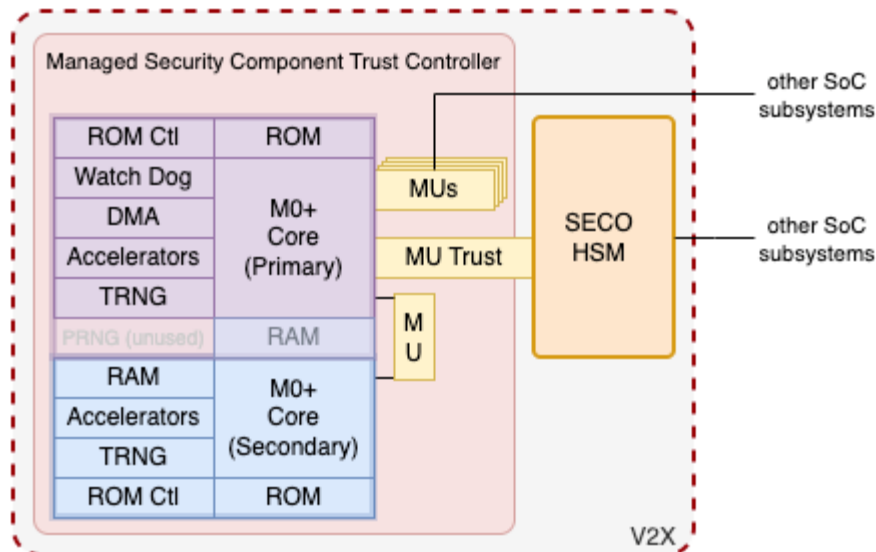 Managed Security Component Trust Controller
other SoC
subsystems
ROM Ctl
ROM
Watch Dog
DMA
Accelerators
TRNG
M0+
Core
(Primary)
MUs
MU Trust
SECO
HSM
other SoC
subsystems
M
U
PRNG (unused)
RAM
RAM
Accelerators
TRNG
M0+
Core
(Secondary)
ROM Ctl
ROM
V2X